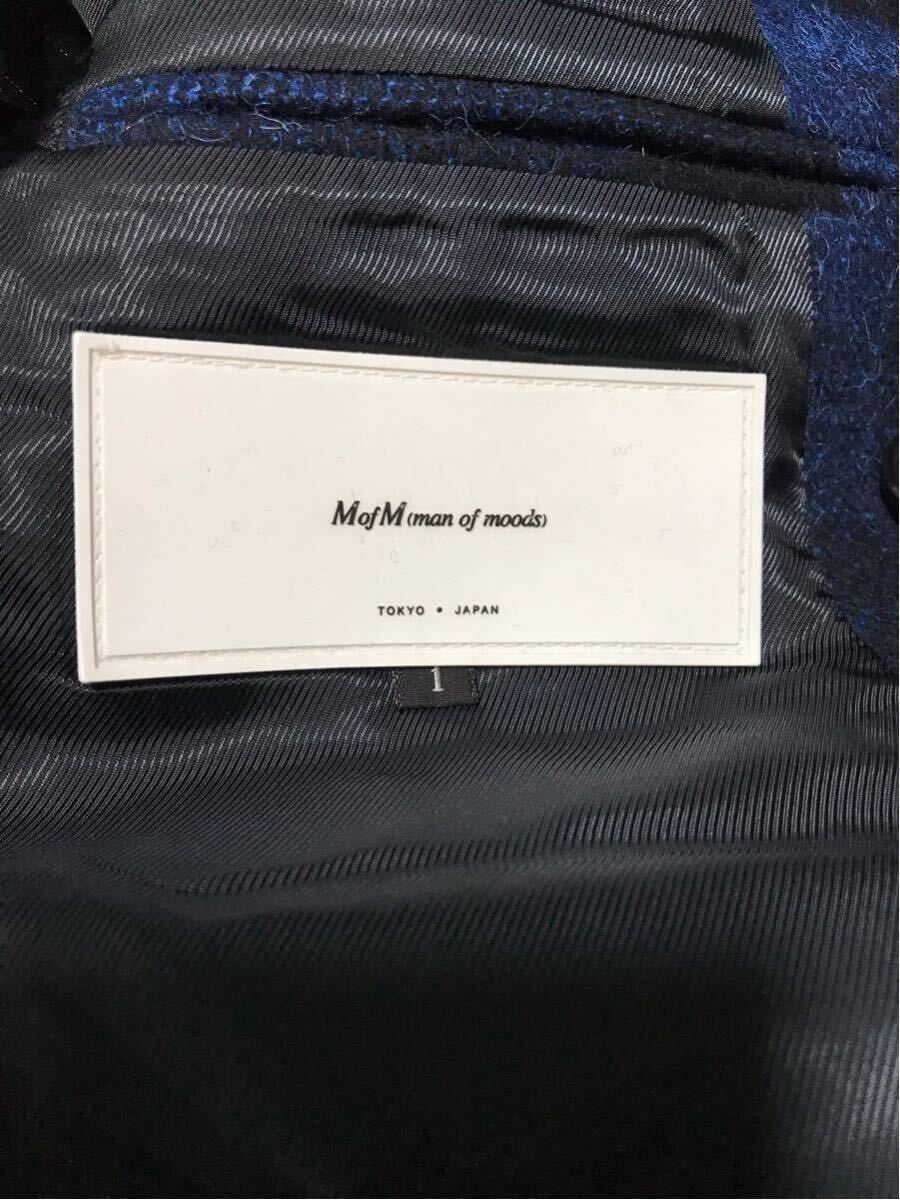 MofM (man of moods)
TOKYO • JAPAN
1